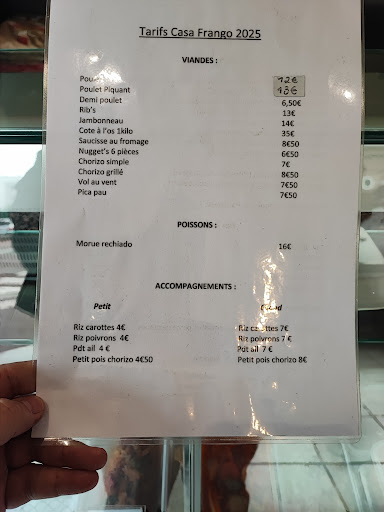 Tarifs Casa Frango 2025
VIANDES :
Poulet 12€
Poulet Piquant 13€
Demi poulet 6,50€
Rib's 13€
Jambonneau 14€
Cote à l'os 1kilo 35€
Saucisse au fromage 8€50
Nugget's 6 pièces 6€50
Chorizo simple 7€
Chorizo grillé 8€50
Vol au vent 7€50
Pica pau 7€50
POISSONS :
Morue rechiado 16€
ACCOMPAGNEMENTS :
Petit Grand
Riz carottes 4€ Riz carottes 7€
Riz poivrons 4€ Riz poivrons 7 €
Pdt ail 4 € Pdt ail 7 €
Petit pois chorizo 4€50 Petit pois chorizo 8€